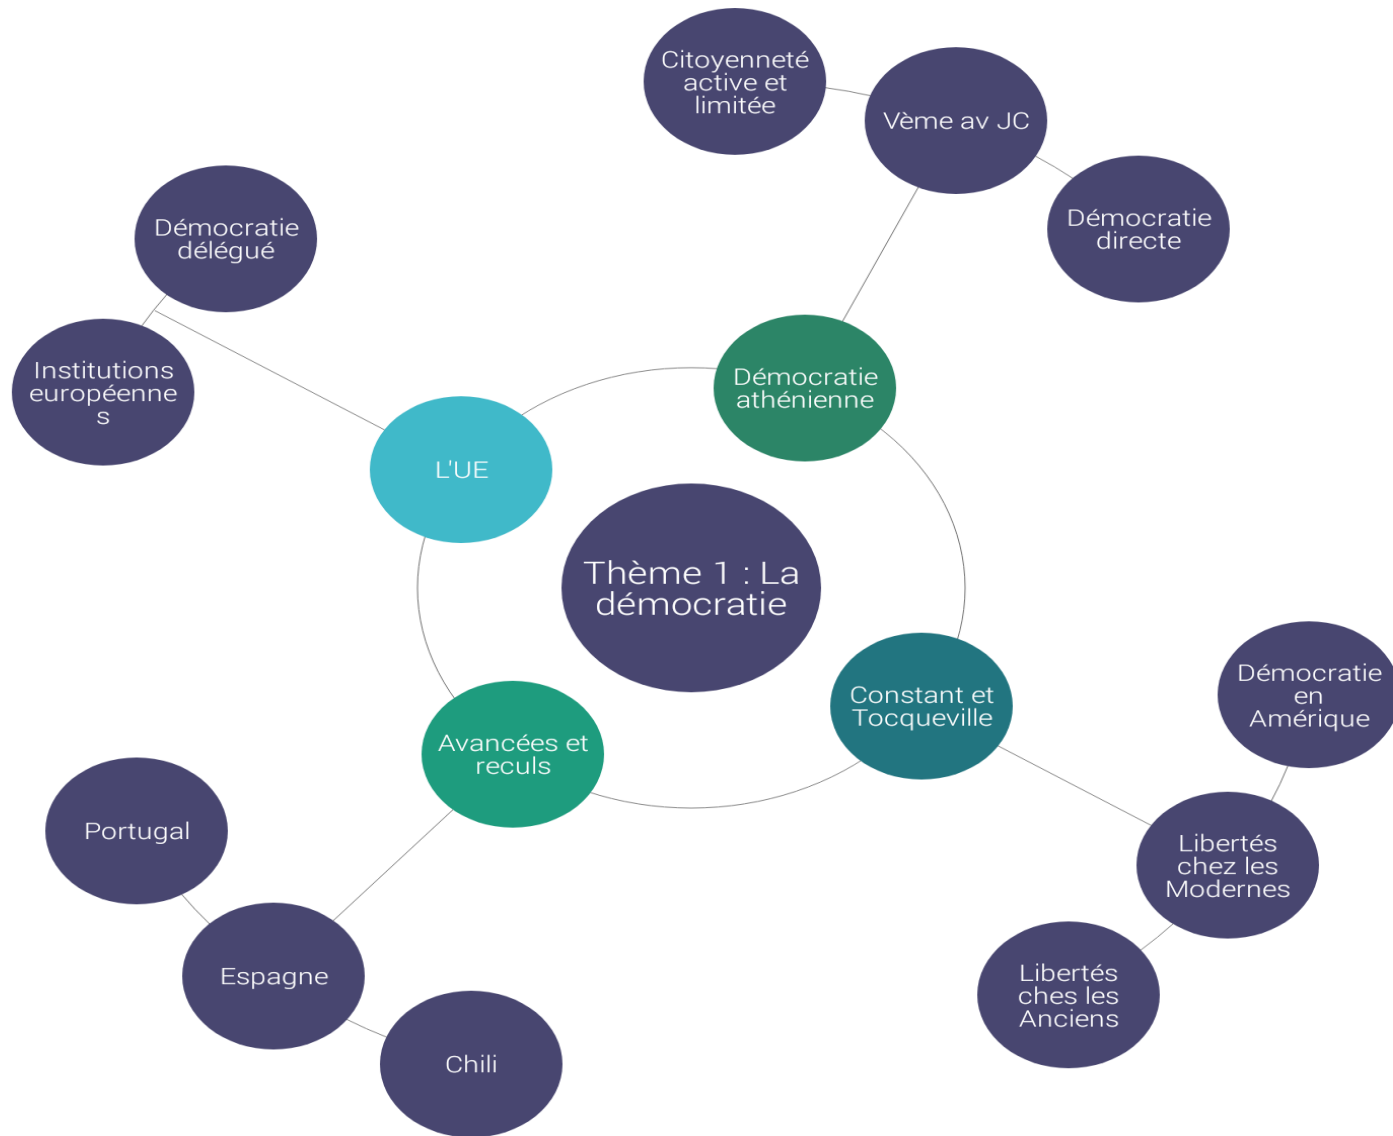 Citoyenneté
active et
limitée
Vème av JC
Démocratie
directe
Démocratie
délégué
Institutions
européenne
s
L'UE
Démocratie
athénienne
Thème 1 : La
démocratie
Constant et
Tocqueville
Démocratie
en
Amérique
Libertés
chez les
Modernes
Libertés
ches les
Anciens
Avancées et
reculs
Portugal
Espagne
Chili